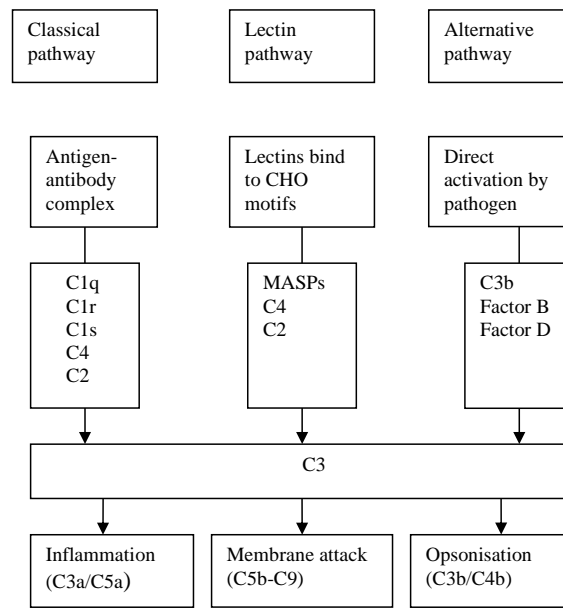 Classical
pathway
Lectin
pathway
Alternative
pathway
Antigen-
antibody
complex
Lectins bind
to CHO
motifs
Direct
activation by
pathogen
C1q
C1r
C1s
C4
C2
MASPs
C4
C2
C3b
Factor B
Factor D
C3
Inflammation
(C3a/C5a)
Membrane attack
(C5b-C9)
Opsonisation
(C3b/C4b)